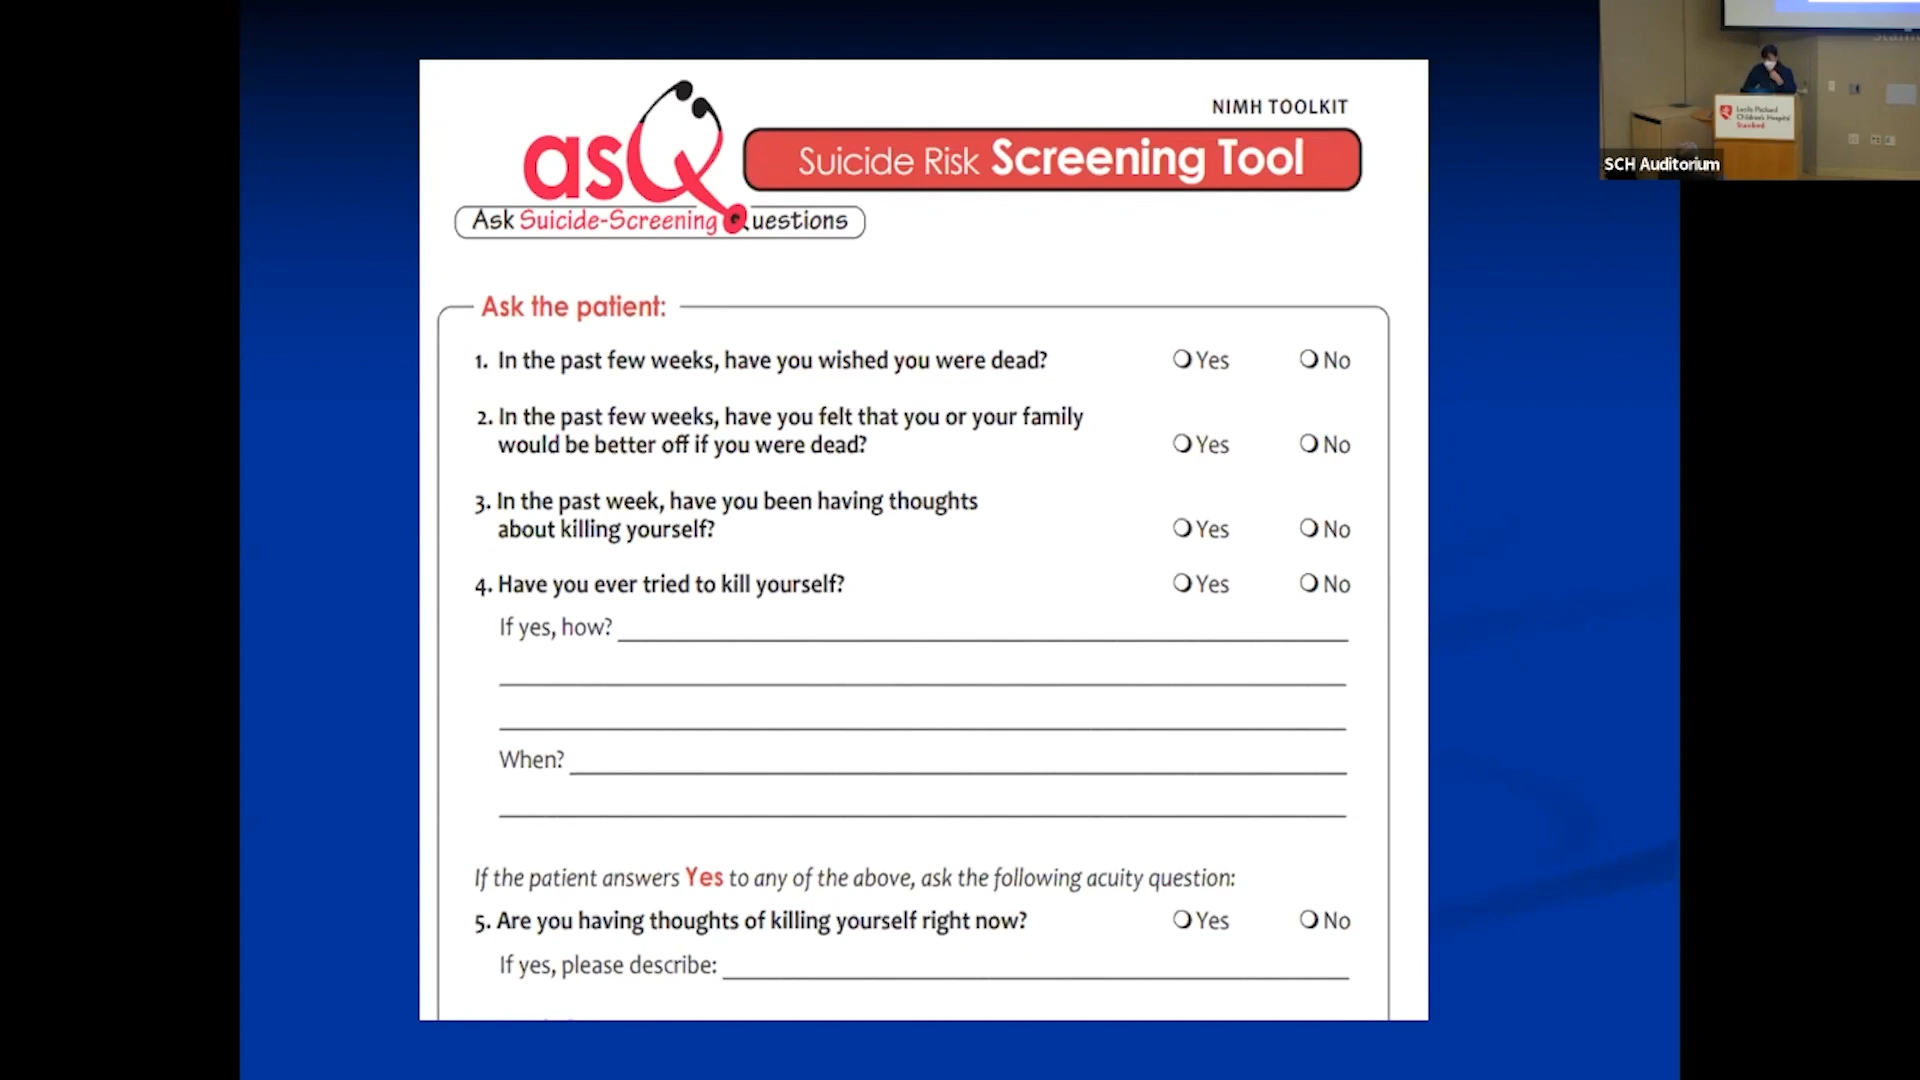 NIMH TOOLKIT
asQ
Suicide Risk Screening Tool
Ask Suicide-Screening Questions
Ask the patient:
1. In the past few weeks, have you wished you were dead? Yes No
2. In the past few weeks, have you felt that you or your family
would be better off if you were dead? Yes No
3. In the past week, have you been having thoughts
about killing yourself? Yes No
4. Have you ever tried to kill yourself? Yes No
If yes, how?
When?
If the patient answers Yes to any of the above, ask the following acuity question:
5. Are you having thoughts of killing yourself right now? Yes No
If yes, please describe:
Lucile Packard
Children's Hospital
Stanford
SCH Auditorium